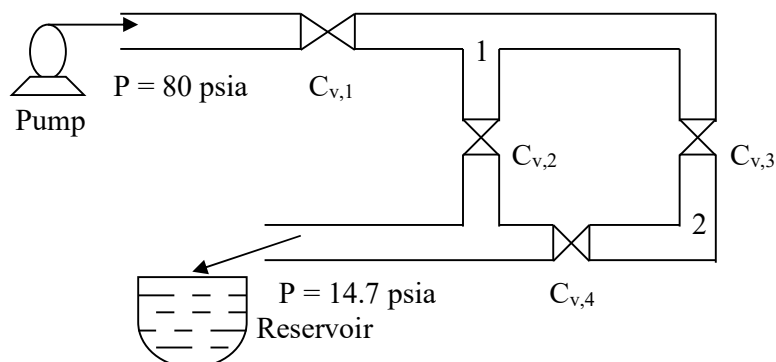 1
P = 80 psia
Cv,1
Pump
Cv,2
Cv,3
2
P = 14.7 psia
Cv,4
Reservoir